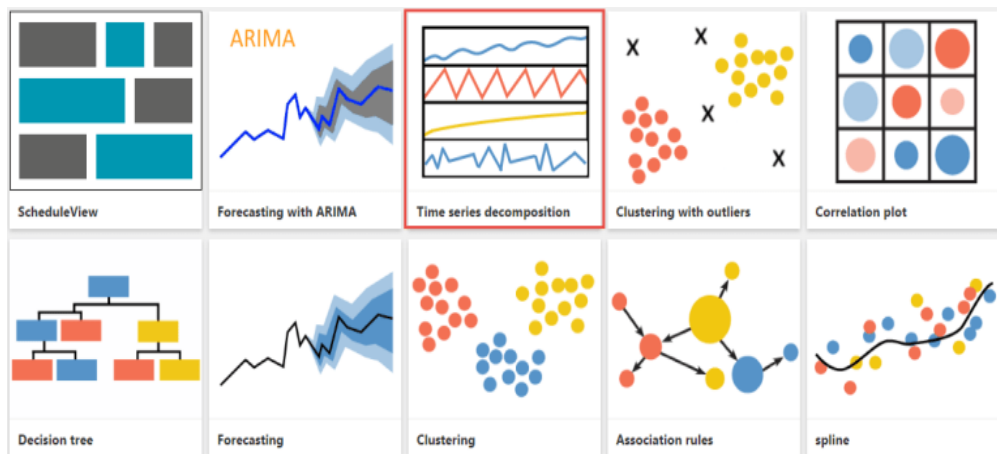 ARIMA
ScheduleView
Forecasting with ARIMA
Time series decomposition
X
X
X
X
Clustering with outliers
Correlation plot
Decision tree
Forecasting
Clustering
Association rules
spline